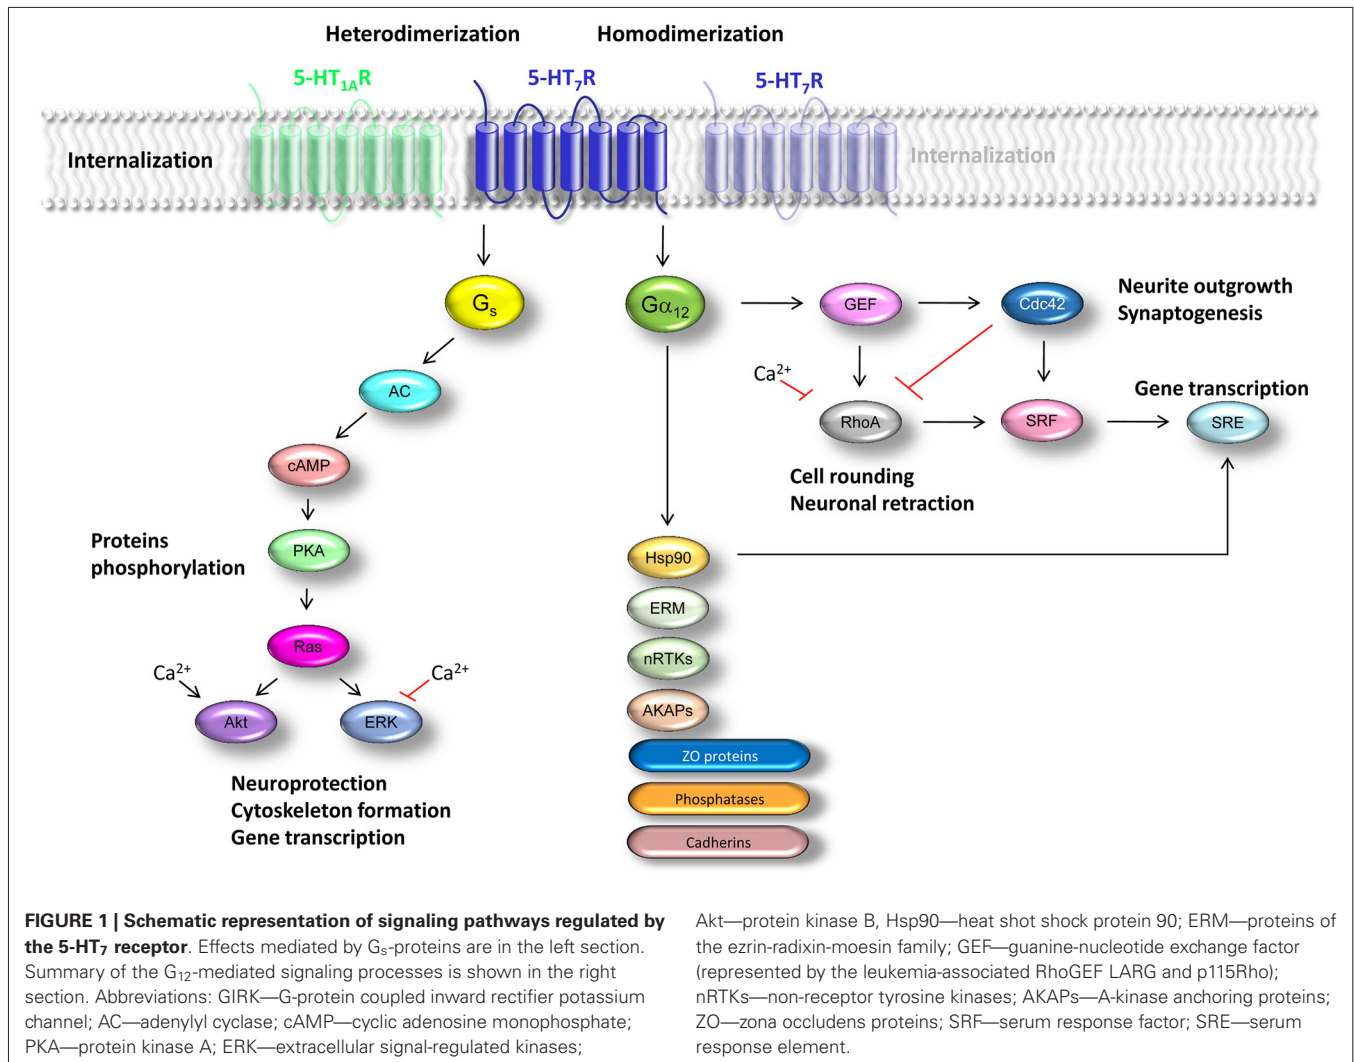 Heterodimerization
Homodimerization
5-HT1AR
5-HT7R
5-HT7R
Internalization
Internalization
Gs
Gα12
GEF
Cdc42
Neurite outgrowth
Synaptogenesis
AC
Ca2+
Gene transcription
RhoA
SRF
SRE
cAMP
Cell rounding
Neuronal retraction
Proteins
phosphorylation
PKA
Hsp90
ERM
Ras
nRTKs
Ca2+
Ca2+
Akt
ERK
AKAPs
ZO proteins
Neuroprotection
Cytoskeleton formation
Gene transcription
Phosphatases
Cadherins
FIGURE 1 | Schematic representation of signaling pathways regulated by
the 5-HT7 receptor. Effects mediated by Gs-proteins are in the left section.
Summary of the G12-mediated signaling processes is shown in the right
section. Abbreviations: GIRK—G-protein coupled inward rectifier potassium
channel; AC—adenylyl cyclase; cAMP—cyclic adenosine monophosphate;
PKA—protein kinase A; ERK—extracellular signal-regulated kinases;
Akt—protein kinase B, Hsp90—heat shot shock protein 90; ERM—proteins of
the ezrin-radixin-moesin family; GEF—guanine-nucleotide exchange factor
(represented by the leukemia-associated RhoGEF LARG and p115Rho);
nRTKs—non-receptor tyrosine kinases; AKAPs—A-kinase anchoring proteins;
ZO—zona occludens proteins; SRF—serum response factor; SRE—serum
response element.